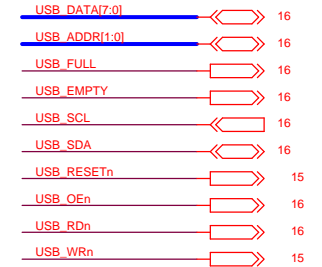 USB_DATA[7:0] 16
USB_ADDR[1:0] 16
USB_FULL 16
USB_EMPTY 16
USB_SCL 16
USB_SDA 16
USB_RESETn 15
USB_OEn 16
USB_RDn 16
USB_WRn 15